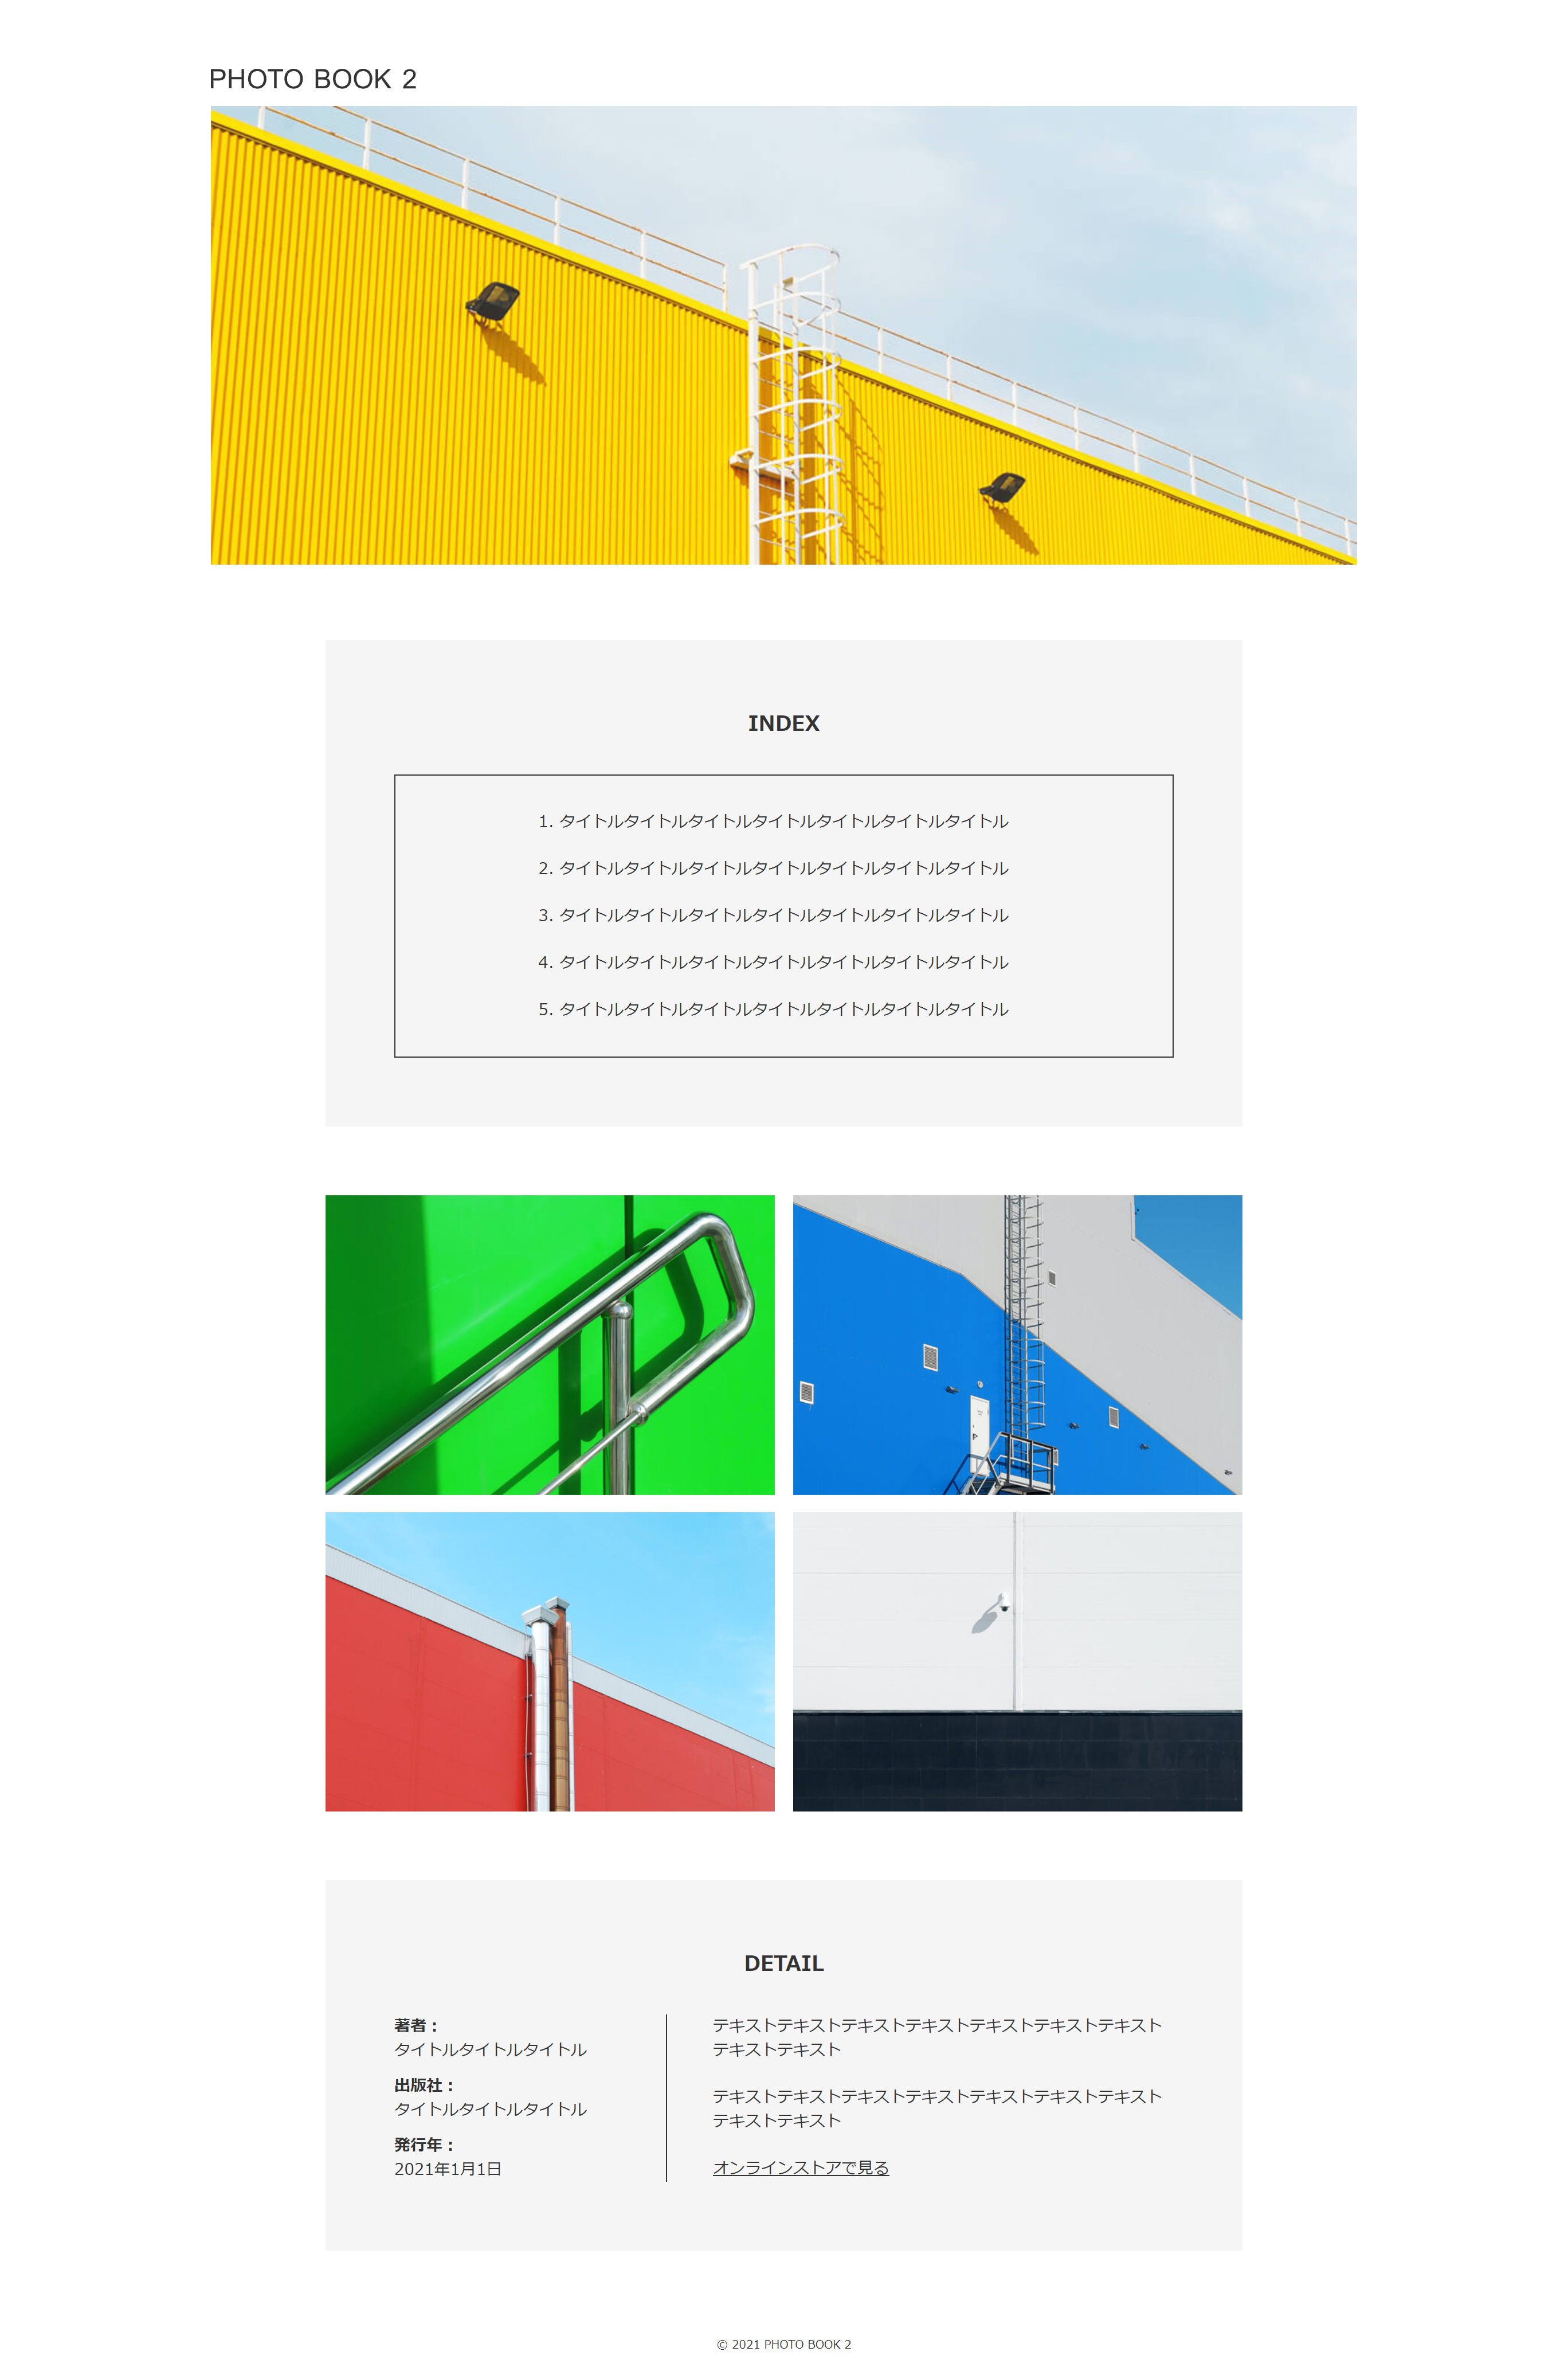 PHOTO BOOK 2
INDEX
1. タイトルタイトルタイトルタイトルタイトルタイトルタイトル
2. タイトルタイトルタイトルタイトルタイトルタイトルタイトル
3. タイトルタイトルタイトルタイトルタイトルタイトルタイトル
4. タイトルタイトルタイトルタイトルタイトルタイトルタイトル
5. タイトルタイトルタイトルタイトルタイトルタイトルタイトル
DETAIL
著者：
タイトルタイトルタイトル
出版社：
タイトルタイトルタイトル
発行年：
2021年1月1日
テキストテキストテキストテキストテキストテキストテキスト
テキストテキスト
テキストテキストテキストテキストテキストテキストテキスト
テキストテキスト
オンラインストアで見る
© 2021 PHOTO BOOK 2